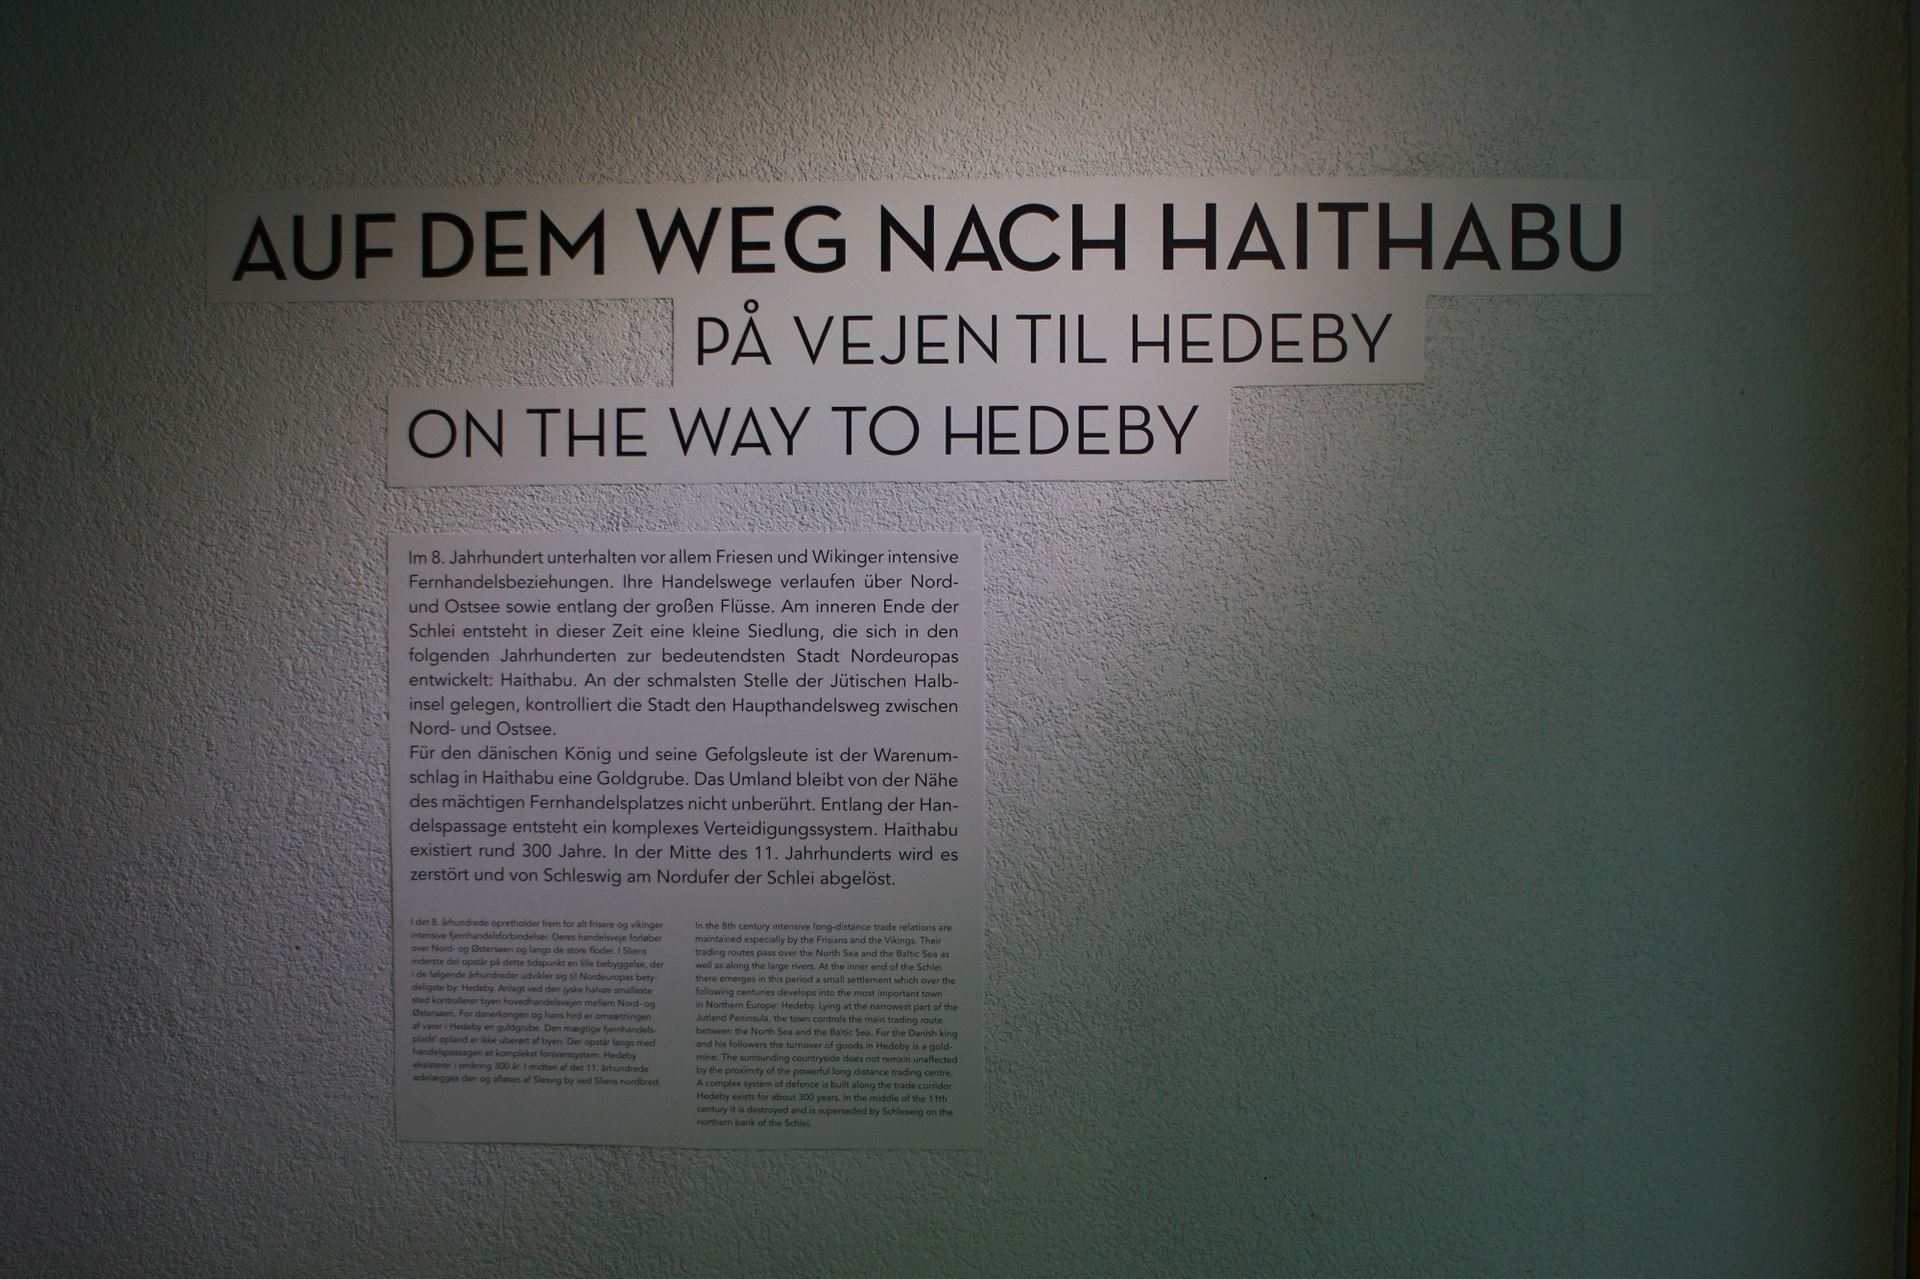 AUF DEM WEG NACH HAITHABU
PÅ VEJEN TIL HEDEBY
ON THE WAY TO HEDEBY
Im 8. Jahrhundert unterhalten vor allem Friesen und Wikinger intensive
Fernhandelsbeziehungen. Ihre Handelswege verlaufen über Nord-
und Ostsee sowie entlang der großen Flüsse. Am inneren Ende der
Schlei entsteht in dieser Zeit eine kleine Siedlung, die sich in den
folgenden Jahrhunderten zur bedeutendsten Stadt Nordeuropas
entwickelt: Haithabu. An der schmalsten Stelle der Jütischen Halb-
insel gelegen, kontrolliert die Stadt den Haupthandelsweg zwischen
Nord- und Ostsee.
Für den dänischen König und seine Gefolgsleute ist der Warenum-
schlag in Haithabu eine Goldgrube. Das Umland bleibt von der Nähe
des mächtigen Fernhandelsplatzes nicht unberührt. Entlang der Han-
delspassage entsteht ein komplexes Verteidigungssystem. Haithabu
existiert rund 300 Jahre. In der Mitte des 11. Jahrhunderts wird es
zerstört und von Schleswig am Nordufer der Schlei abgelöst.
I det 8. århundrede opretholder frem for alt frisere og vikinger
intensive fjernhandelsforbindelser. Deres handelsveje forløber
over Nord- og Østersøen og langs de store floder. I Sliens
inderste del opstår på dette tidspunkt en lille bebyggelse, der
i de følgende århundreder udvikler sig til Nordeuropas bety-
deligste by: Hedeby. Anlagt ved den jyske halvøs smalleste
sted kontrollerer byen hovedhandelsvejen mellem Nord- og
Østersøen. For danerkongen og hans hird er omsætningen
af varer i Hedeby en guldgrube. Den mægtige fjernhandels-
plads' opland er ikke uberørt af byen. Der opstår langs med
handelspassagen et komplekst forsvarssystem. Hedeby
eksisterer i omkring 300 år. I midten af det 11. århundrede
ødelægges den og afløses af Slesvig by ved Sliens nordbred.
In the 8th century intensive long-distance trade relations are
maintained especially by the Frisians and the Vikings. Their
trading routes pass over the North Sea and the Baltic Sea as
well as along the large rivers. At the inner end of the Schlei
there emerges in this period a small settlement which over the
following centuries develops into the most important town
in Northern Europe: Hedeby. Lying at the narrowest part of the
Jutland Peninsula, the town controls the main trading route
between the North Sea and the Baltic Sea. For the Danish king
and his followers the turnover of goods in Hedeby is a gold-
mine. The surrounding countryside does not remain unaffected
by the proximity of the powerful long distance trading centre.
A complex system of defence is built along the trade corridor
Hedeby exists for about 300 years. In the middle of the 11th
century it is destroyed and is superseded by Schleswig on the
northern bank of the Schlei.